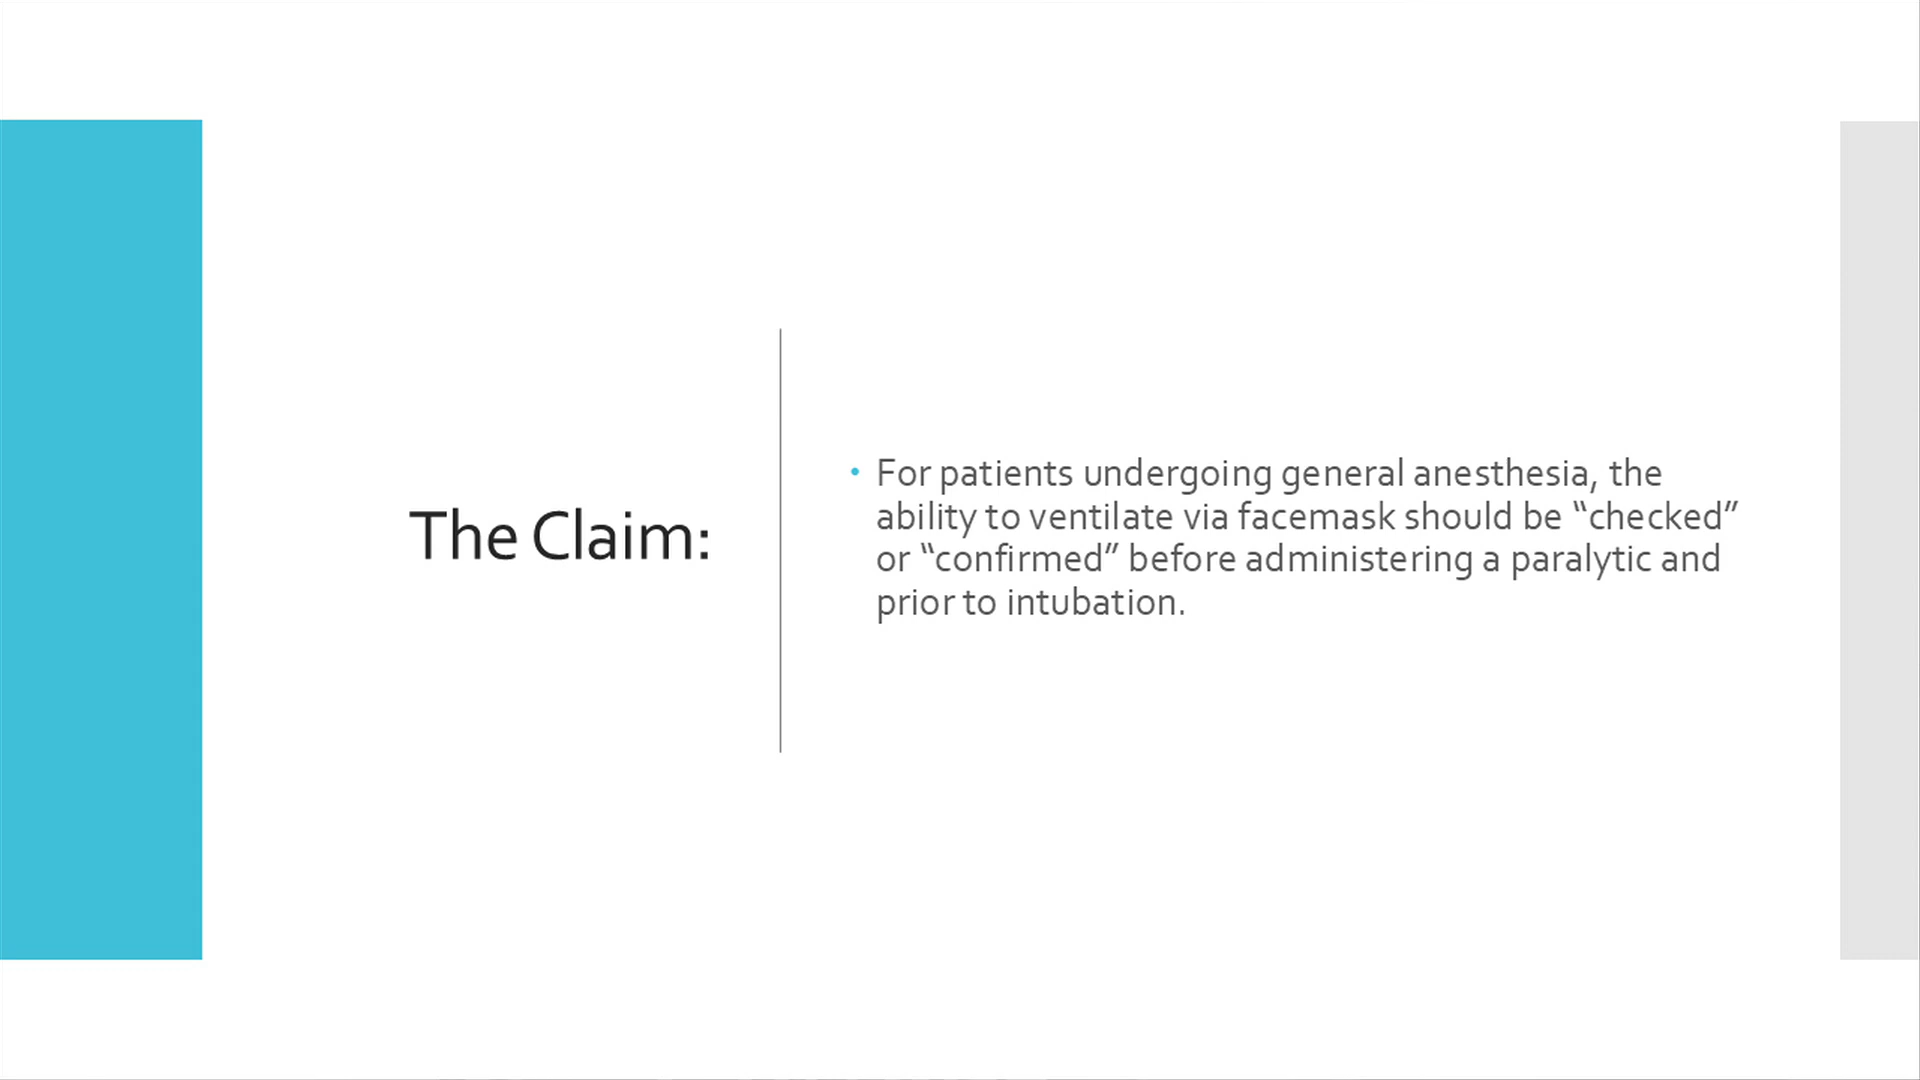 The Claim:
• For patients undergoing general anesthesia, the
ability to ventilate via facemask should be “checked”
or “confirmed” before administering a paralytic and
prior to intubation.